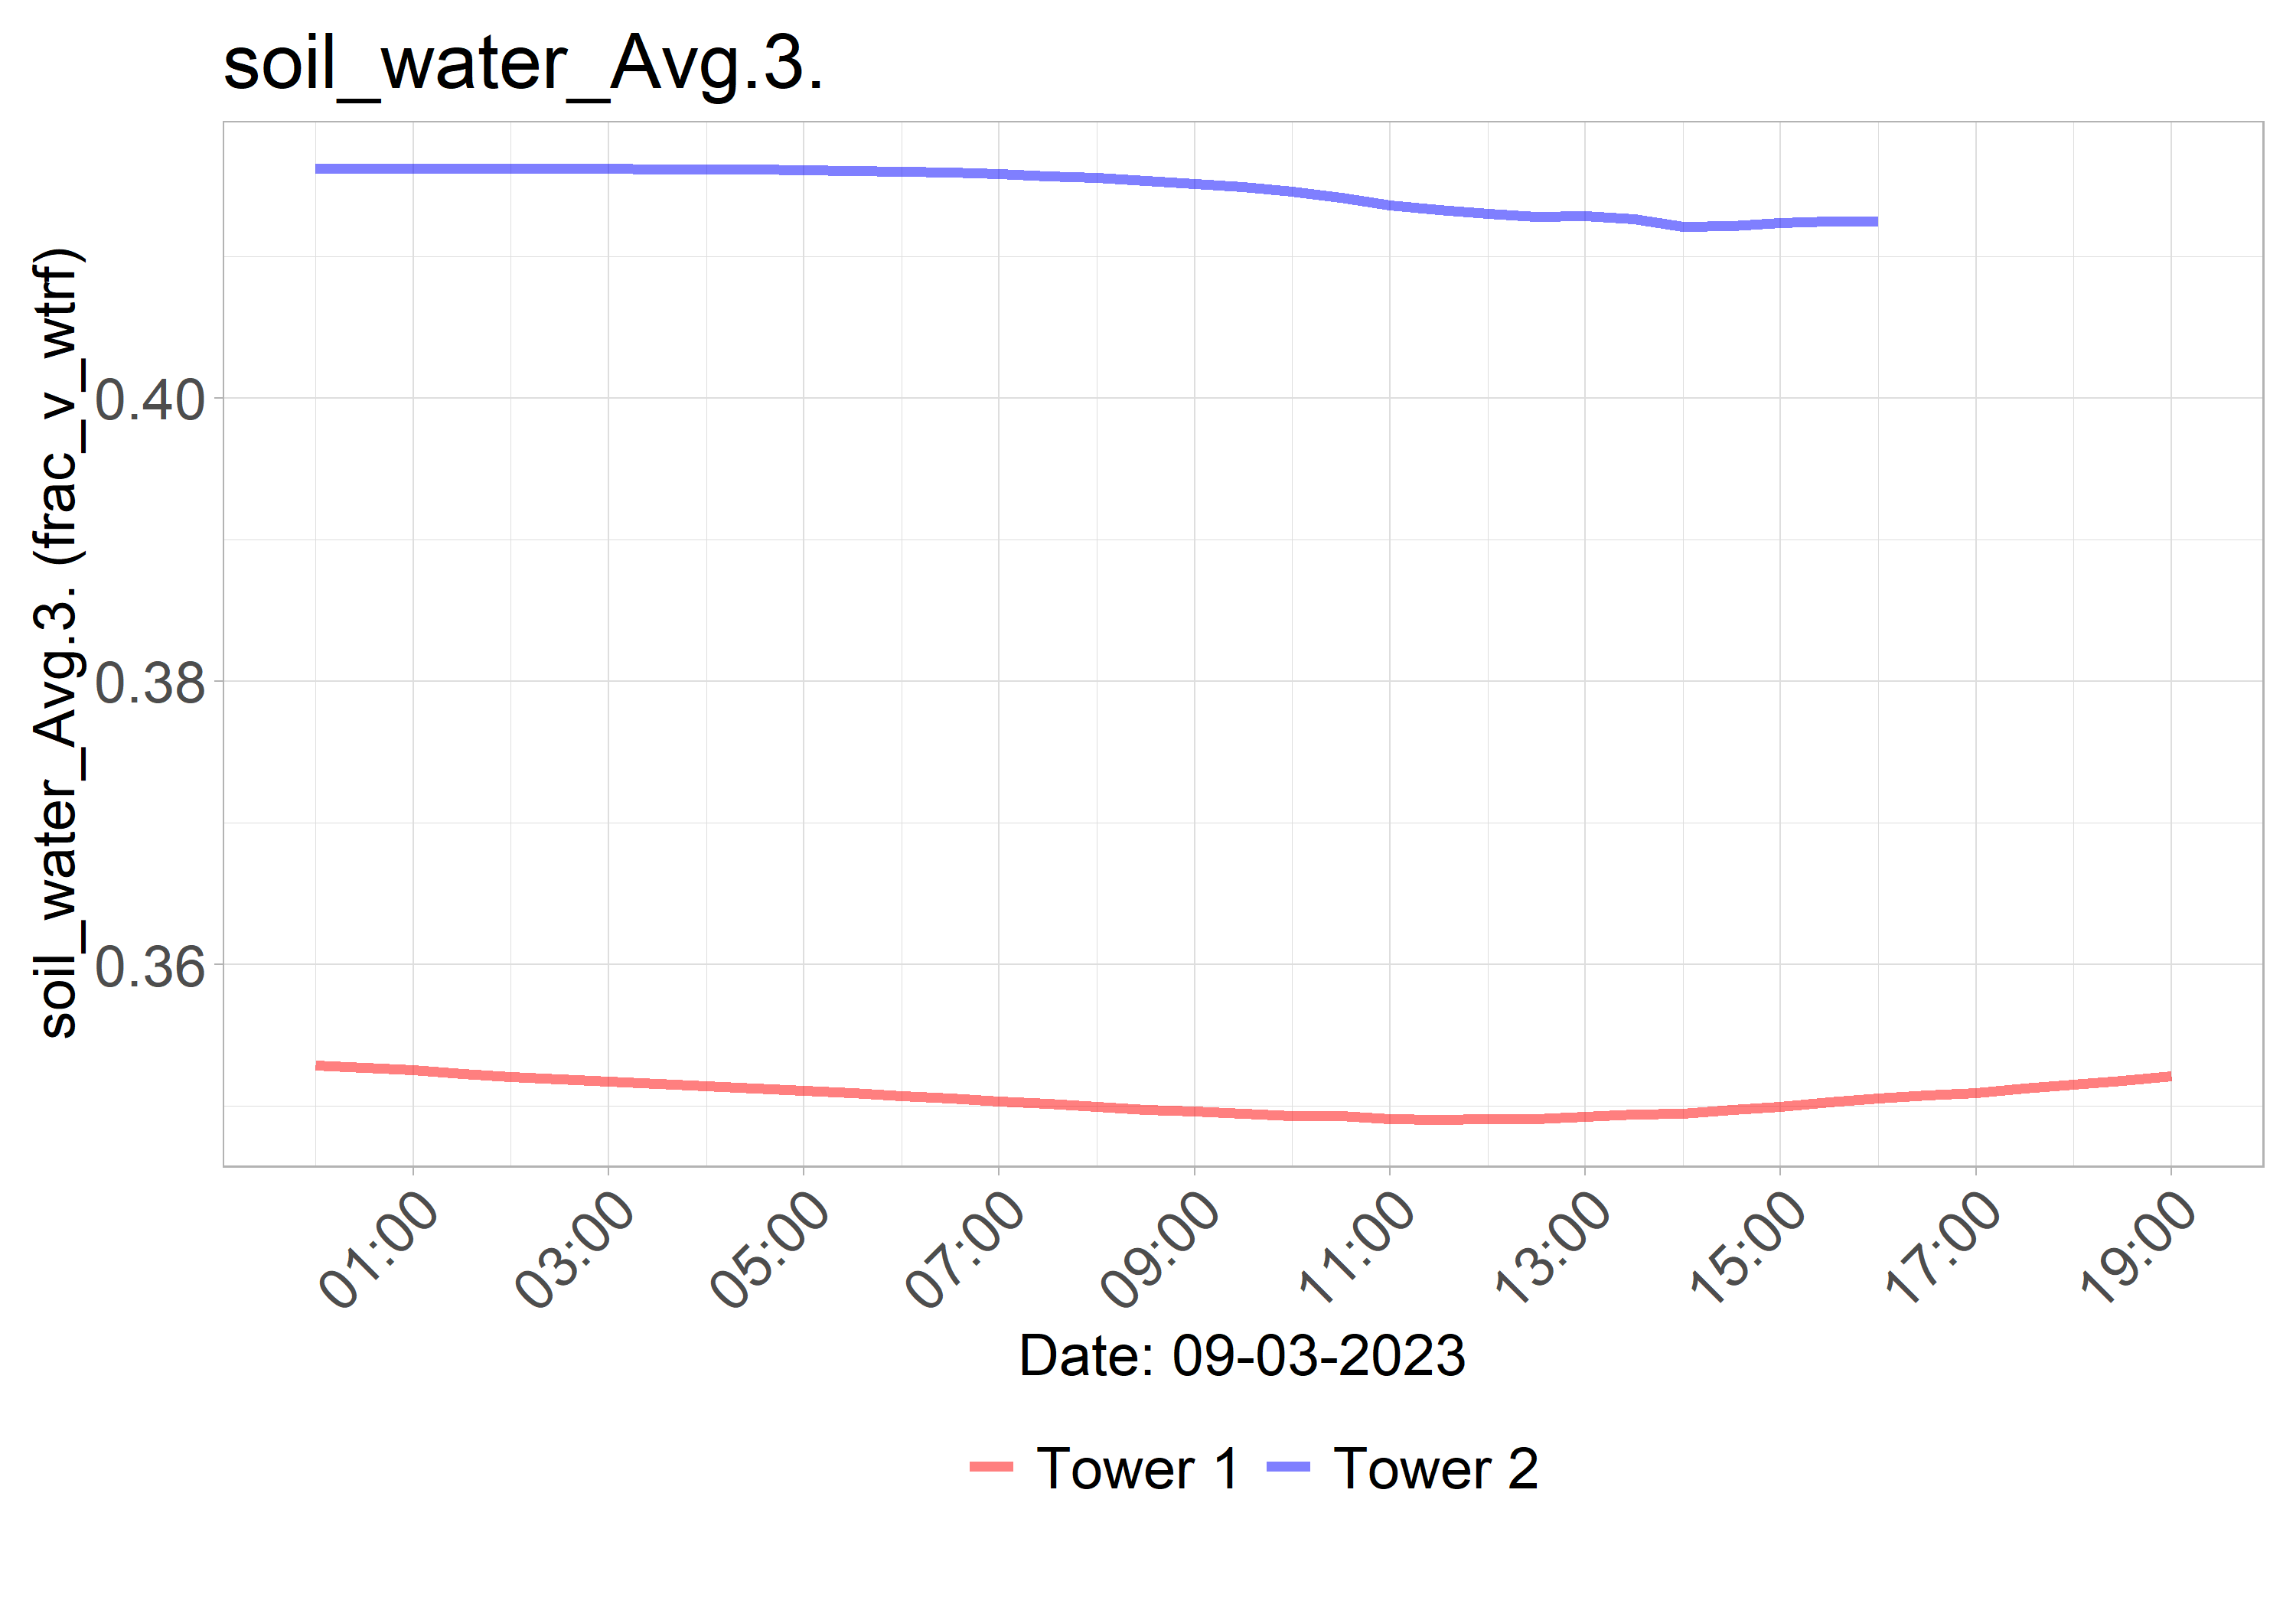 soil_water_Avg.3.
soil_water_Avg.3. (frac_v_wtrf)
0.40
0.38
0.36
01:00
03:00
05:00
07:00
09:00
11:00
13:00
15:00
17:00
19:00
Date: 09-03-2023
Tower 1
Tower 2